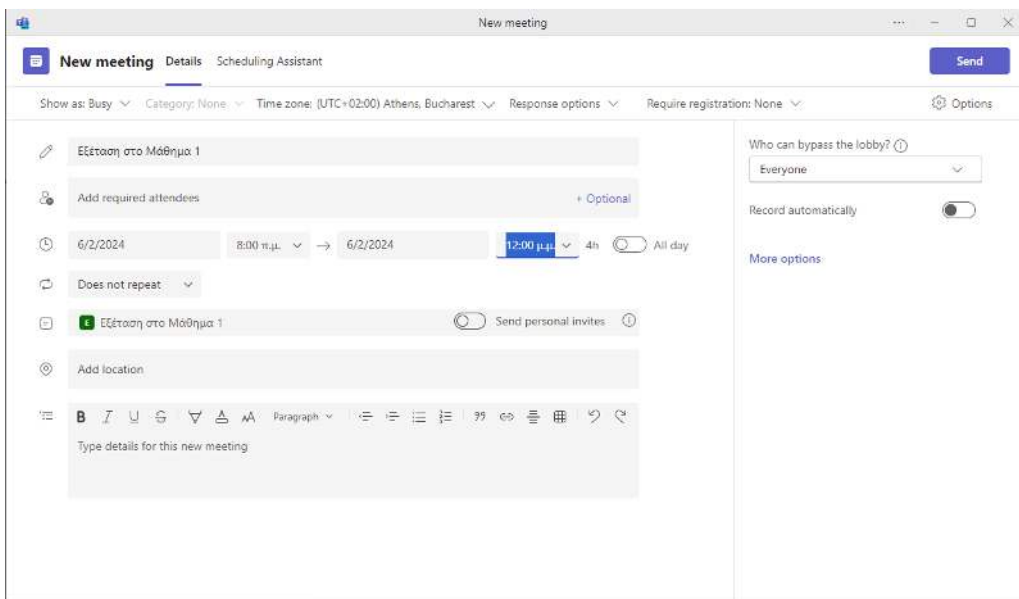 New meeting
New meeting Details Scheduling Assistant Send
Show as: Busy Category: None Time zone: (UTC+02:00) Athens, Bucharest Response options Require registration: None Options
Εξέταση στο Μάθημα 1
Add required attendees + Optional
6/2/2024 8:00 π.μ. → 6/2/2024 12:00 μ.μ. 4h All day
Does not repeat
E Εξέταση στο Μάθημα 1 Send personal invites
Add location
B I U S Paragraph
Type details for this new meeting
Who can bypass the lobby?
Everyone
Record automatically
More options